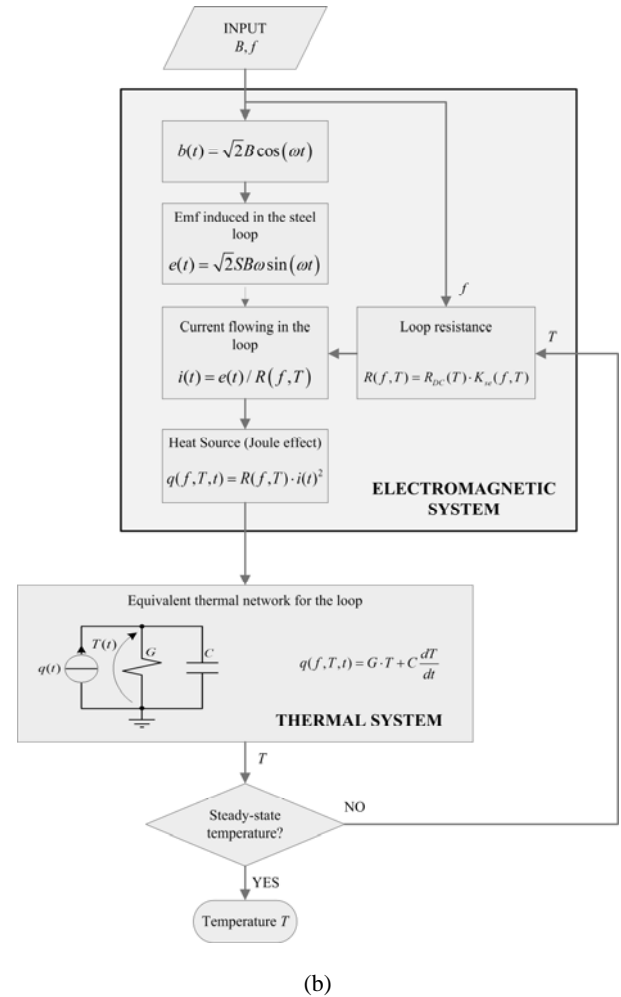 INPUT
B, f
b(t) = √2B cos(ωt)
Emf induced in the steel
loop
e(t) = √2SBω sin(ωt)
f
Current flowing in the
loop
i(t) = e(t) / R(f,T)
Loop resistance
R(f,T) = R_DC(T) · K_se(f,T)
T
Heat Source (Joule effect)
q(f,T,t) = R(f,T) · i(t)²
ELECTROMAGNETIC
SYSTEM
Equivalent thermal network for the loop
q(t)
T(t)
G
C
q(f,T,t) = G · T + C dT/dt
THERMAL SYSTEM
T
Steady-state
temperature?
NO
YES
Temperature T
(b)